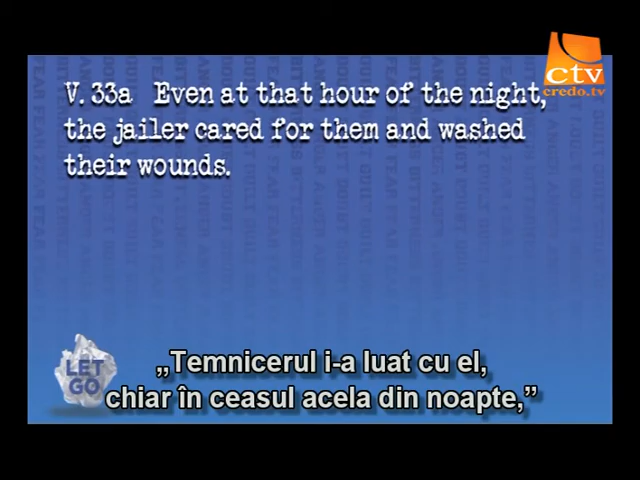 ctv
credo.tv
V. 33a Even at that hour of the night,
the jailer cared for them and washed
their wounds.
LET
GO
„Temnicerul i-a luat cu el,
chiar în ceasul acela din noapte,”